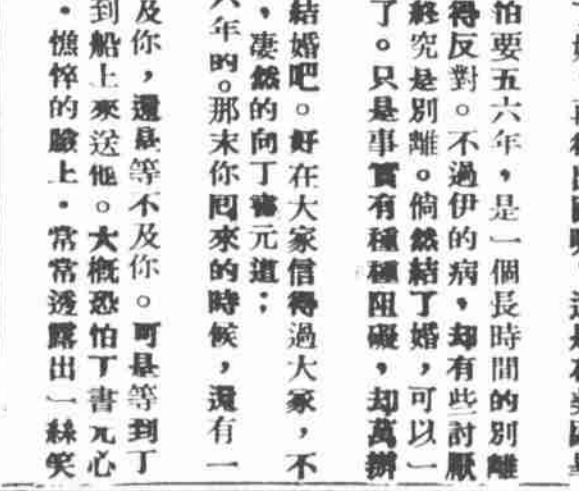 怕要五六年，是一個長時間的別離
得反對。不過伊的病，却有些討厭
終究是別離。倘然結了婚，可以一
了。只是事實有種種阻礙，却萬辦
結婚吧。好在大家信得過大家，不
，凄然的向丁書元道；
六年的。那末你囘來的時候，還有一
及你，還是等不及你。可是等到丁
到船上來送他。大概恐怕丁書元心
。憔悴的臉上。常常透露出一絲笑